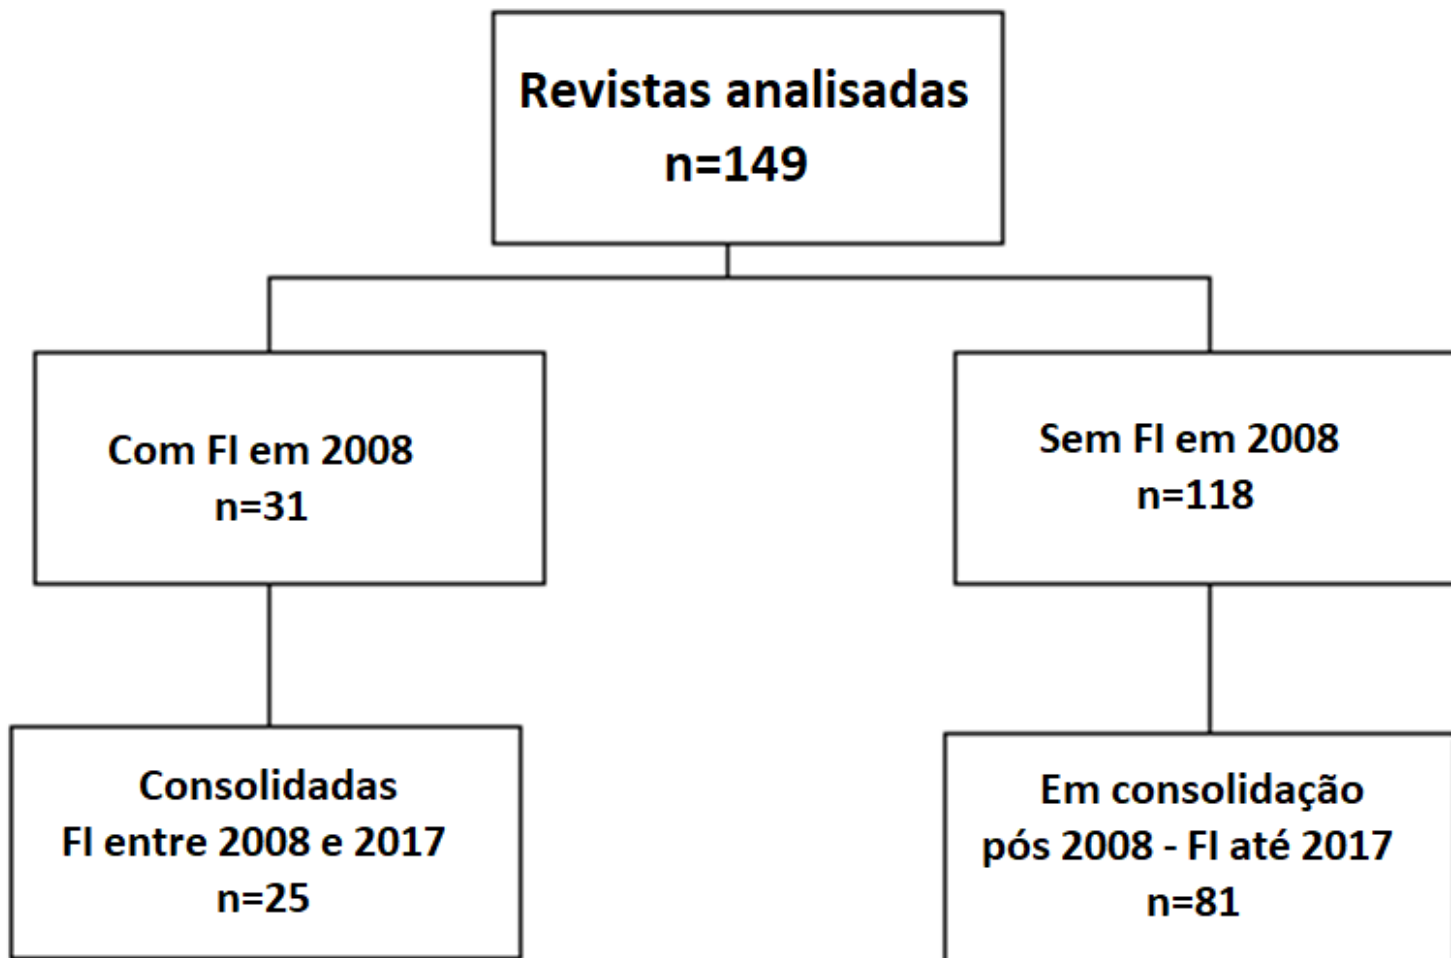 Revistas analisadas
n=149
Com FI em 2008
n=31
Sem FI em 2008
n=118
Consolidadas
FI entre 2008 e 2017
n=25
Em consolidação
pós 2008 - FI até 2017
n=81